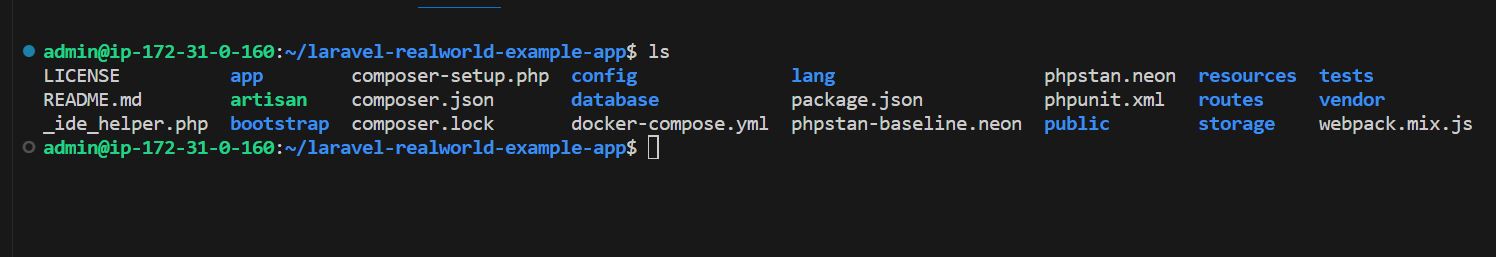 admin@ip-172-31-0-160:~/laravel-realworld-example-app$ ls
LICENSE app composer-setup.php config lang phpstan.neon resources tests
README.md artisan composer.json database package.json phpunit.xml routes vendor
_ide_helper.php bootstrap composer.lock docker-compose.yml phpstan-baseline.neon public storage webpack.mix.js
admin@ip-172-31-0-160:~/laravel-realworld-example-app$